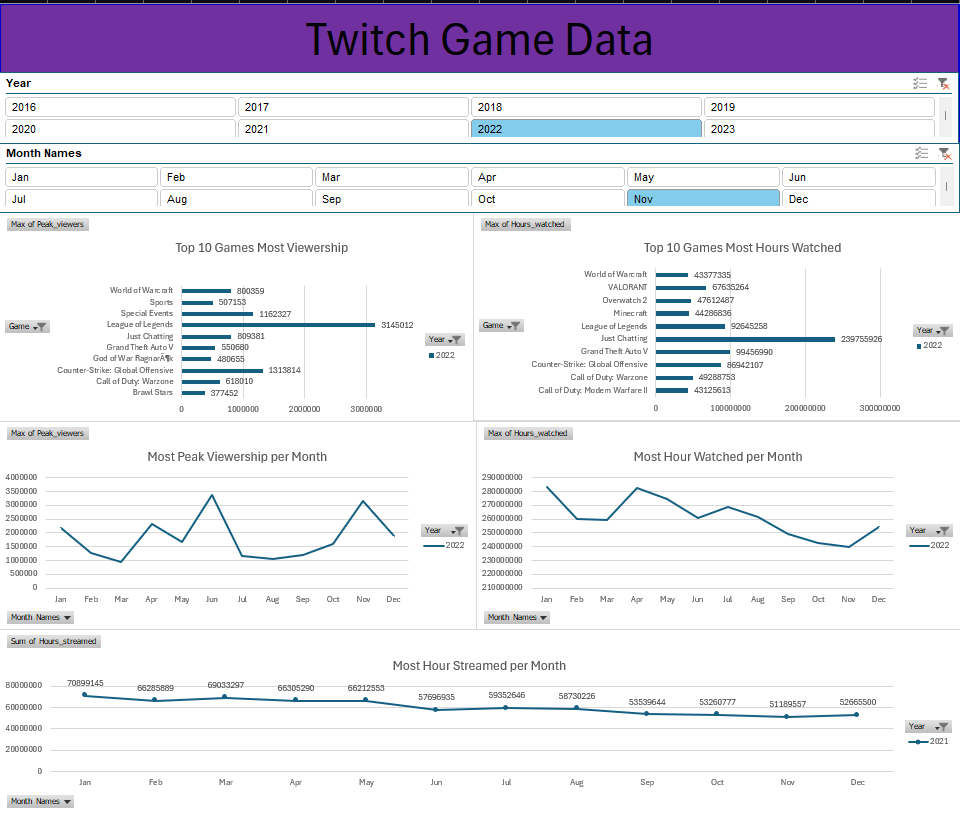 Twitch Game Data
Year
2016 2017 2018 2019
2020 2021 2022 2023
Month Names
Jan Feb Mar Apr May Jun
Jul Aug Sep Oct Nov Dec
Max of Peak_viewers
Top 10 Games Most Viewership
World of Warcraft 800359
Sports 507153
Special Events 1162327
League of Legends 3145012
Just Chatting 809381
Grand Theft Auto V 550680
God of War RagnarÃ¶k 480655
Counter-Strike: Global Offensive 1313814
Call of Duty: Warzone 618010
Brawl Stars 377452
0 1000000 2000000 3000000
Game
Year
2022
Max of Hours_watched
Top 10 Games Most Hours Watched
World of Warcraft 43377335
VALORANT 67635264
Overwatch 2 47612487
Minecraft 44286836
League of Legends 92645258
Just Chatting 239755926
Grand Theft Auto V 99456990
Counter-Strike: Global Offensive 86942107
Call of Duty: Warzone 49288753
Call of Duty: Modern Warfare II 43125613
0 100000000 200000000 300000000
Game
Year
2022
Max of Peak_viewers
Most Peak Viewership per Month
4000000
3500000
3000000
2500000
2000000
1500000
1000000
500000
0
Jan Feb Mar Apr May Jun Jul Aug Sep Oct Nov Dec
Year
2022
Month Names
Max of Hours_watched
Most Hour Watched per Month
290000000
280000000
270000000
260000000
250000000
240000000
230000000
220000000
210000000
Jan Feb Mar Apr May Jun Jul Aug Sep Oct Nov Dec
Year
2022
Month Names
Sum of Hours_streamed
Most Hour Streamed per Month
80000000
60000000
40000000
20000000
0
70899145 66285889 69033297 66305290 66212553 57696935 59352646 58730226 53539644 53260777 51189557 52665500
Jan Feb Mar Apr May Jun Jul Aug Sep Oct Nov Dec
Year
2021
Month Names